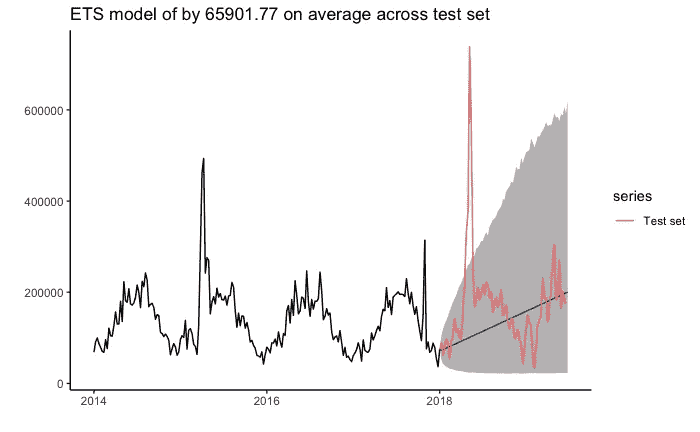 ETS model of by 65901.77 on average across test set
600000
400000
200000
0
2014
2016
2018
series
Test set